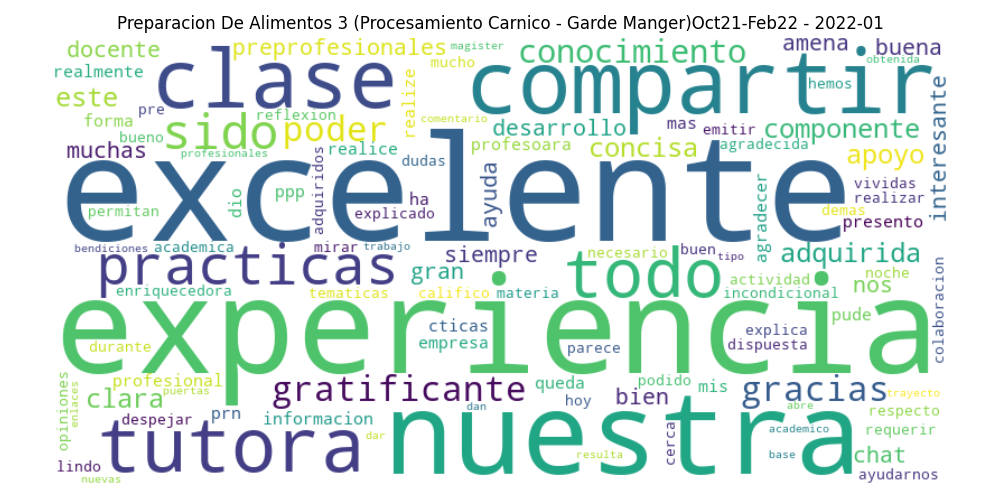 Preparacion De Alimentos 3 (Procesamiento Carnico - Garde Manger)Oct21-Feb22 - 2022-01
docente preprofesionales magister conocimiento amena buena
realmente clase mucho compartir hemos obtenida
este pre realize interesante
forma sido reflexion poder comentario desarrollo mas emitir componente
bueno profesoara agradecida
muchas profesionales adquiridos realice dudas concisa apoyo
excelente ayuda vividas
permitan dio ppp ha explicado agradecer realizar
demas presento
bendiciones academica mirar trabajo siempre necesario buen tipo adquirida
practicas gran todo actividad nos noche
enriquecedora tematicas califico materia incondicional colaboracion
experiencia cticas explica pude
durante empresa parece dispuesta
opiniones enlaces profesional puertas gratificante queda podido mis gracias trayecto
clara bien
despejar prn informacion hoy dan abre respecto
tutora nuestra cerca academico requerir
lindo dar resulta base chat
nuevas ayudarnos